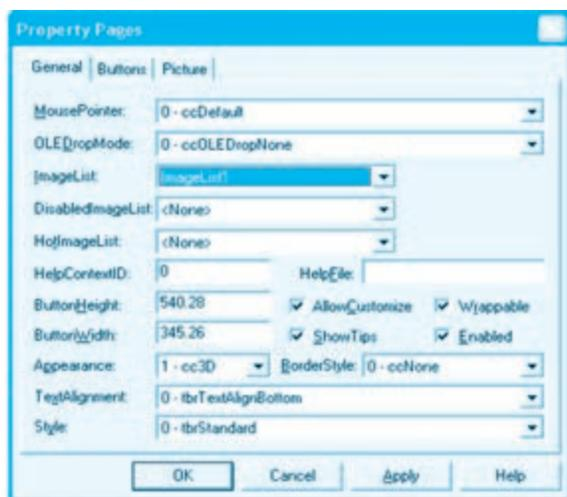 Property Pages
General Buttons Picture
MousePointer: 0 - ccDefault
OLEDropMode: 0 - ccOLEDropNone
ImageList: ImageList1
DisabledImageList: <None>
HotImageList: <None>
HelpContextID: 0 HelpFile:
ButtonHeight: 540.28 AllowCustomize Wrappable
ButtonWidth: 345.26 ShowTips Enabled
Appearance: 1 - cc3D BorderStyle: 0 - ccNone
TextAlignment: 0 - tbrTextAlignBottom
Style: 0 - tbrStandard
OK Cancel Apply Help